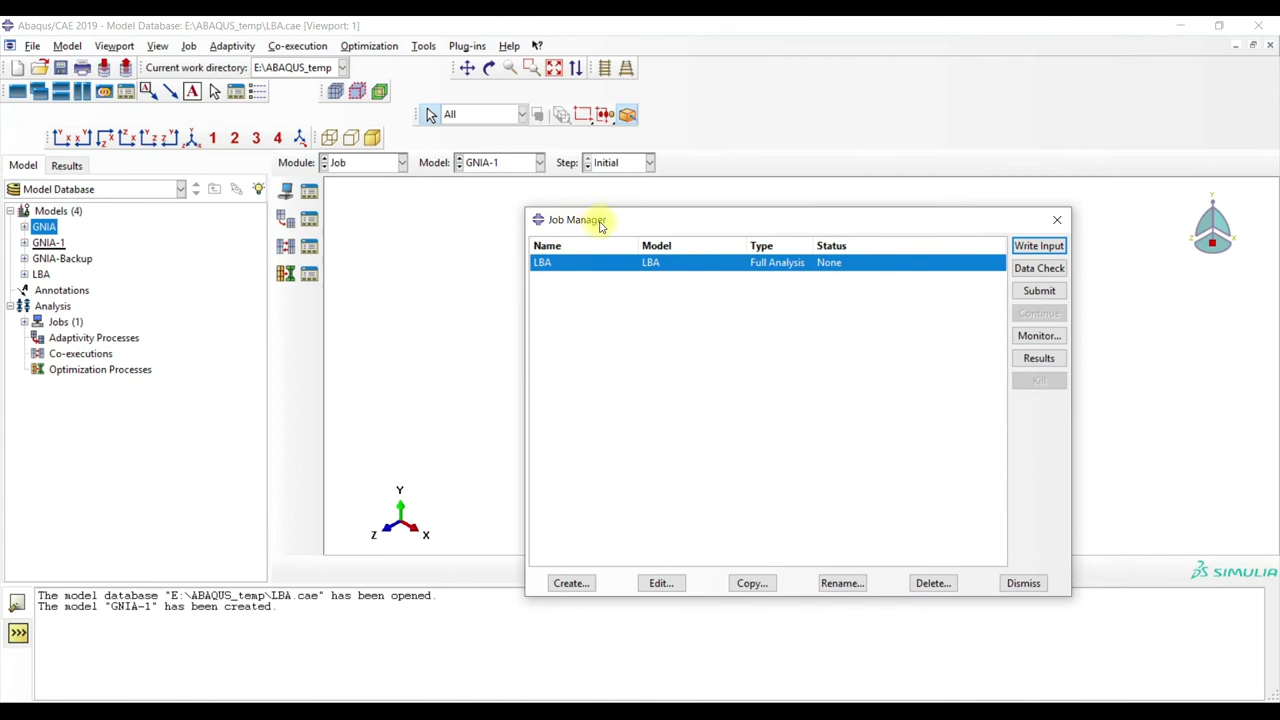 Abaqus/CAE 2019 - Model Database: E:\ABAQUS_temp\LBA.cae [Viewport: 1]
File Model Viewport View Job Adaptivity Co-execution Optimization Tools Plug-ins Help
Current work directory: E:\ABAQUS_temp
All
1 2 3 4
Model Results
Module: Job Model: GNIA-1 Step: Initial
Model Database
Models (4)
GNIA
GNIA-1
GNIA-Backup
LBA
Annotations
Analysis
Jobs (1)
Adaptivity Processes
Co-executions
Optimization Processes
Job Manager
Name Model Type Status
LBA LBA Full Analysis None
Write Input
Data Check
Submit
Continue
Monitor...
Results
Kill
Create... Edit... Copy... Rename... Delete... Dismiss
Y
Z X
Y
Z X
SIMULIA
The model database "E:\ABAQUS_temp\LBA.cae" has been opened.
The model "GNIA-1" has been created.
>>>